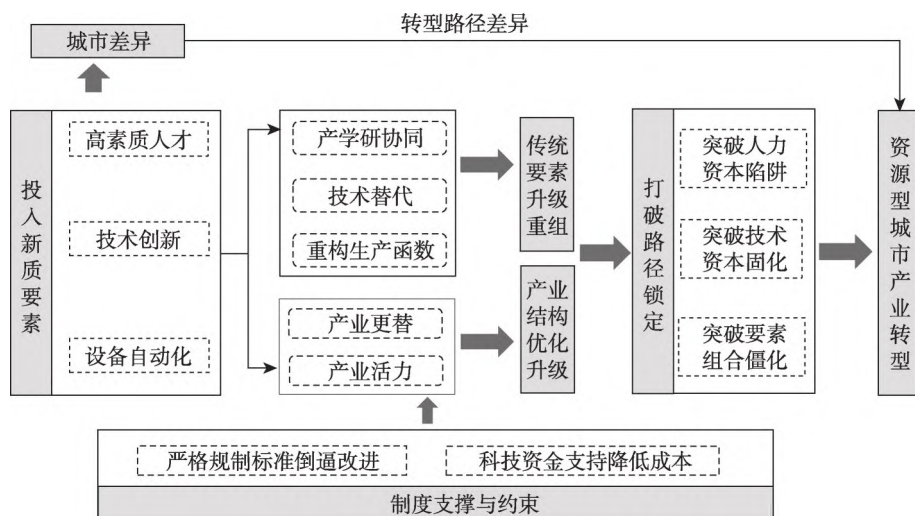 转型路径差异
城市差异
投入新质要素
高素质人才
技术创新
设备自动化
产学研协同
技术替代
重构生产函数
产业更替
产业活力
传统
要素
升级
重组
产业
结构
优化
升级
打破路径锁定
突破人力
资本陷阱
突破技术
资本固化
突破要素
组合僵化
资源型城市产业转型
严格规制标准倒逼改进
科技资金支持降低成本
制度支撑与约束